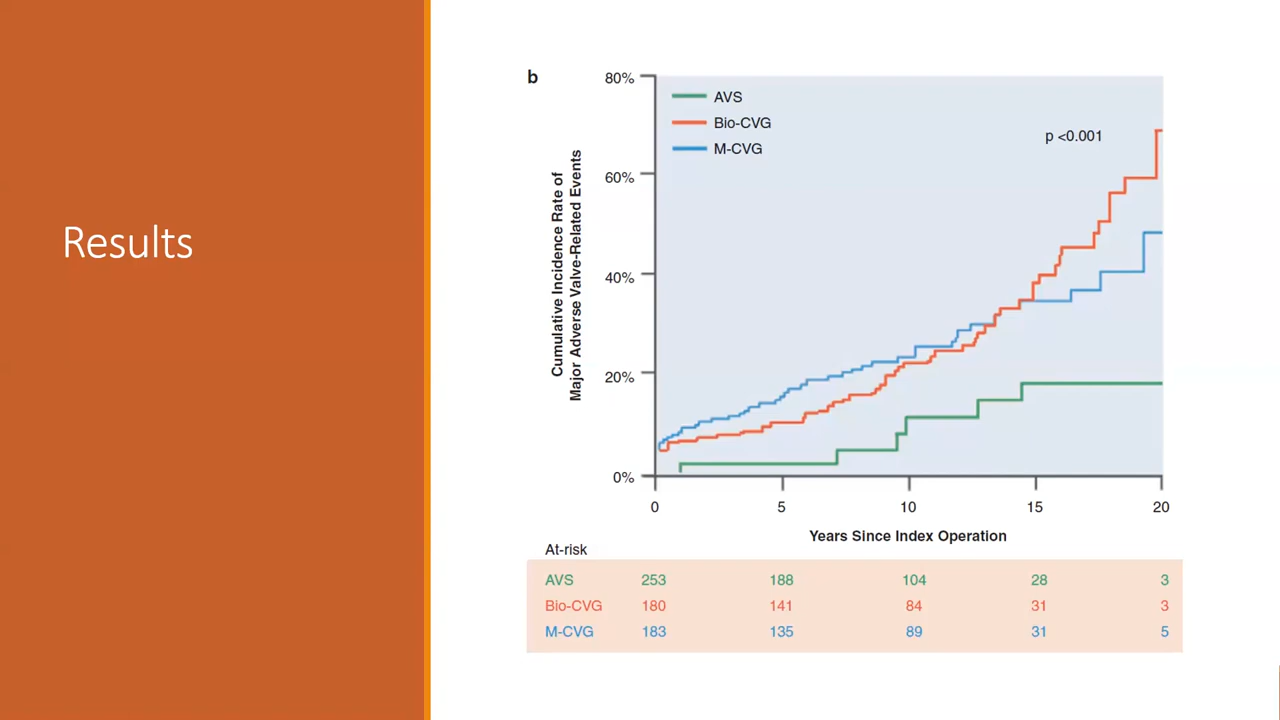 Results
b
80%
60%
40%
20%
0%
Cumulative Incidence Rate of
Major Adverse Valve-Related Events
AVS
Bio-CVG
M-CVG
p <0.001
0 5 10 15 20
Years Since Index Operation
At-risk
AVS 253 188 104 28 3
Bio-CVG 180 141 84 31 3
M-CVG 183 135 89 31 5